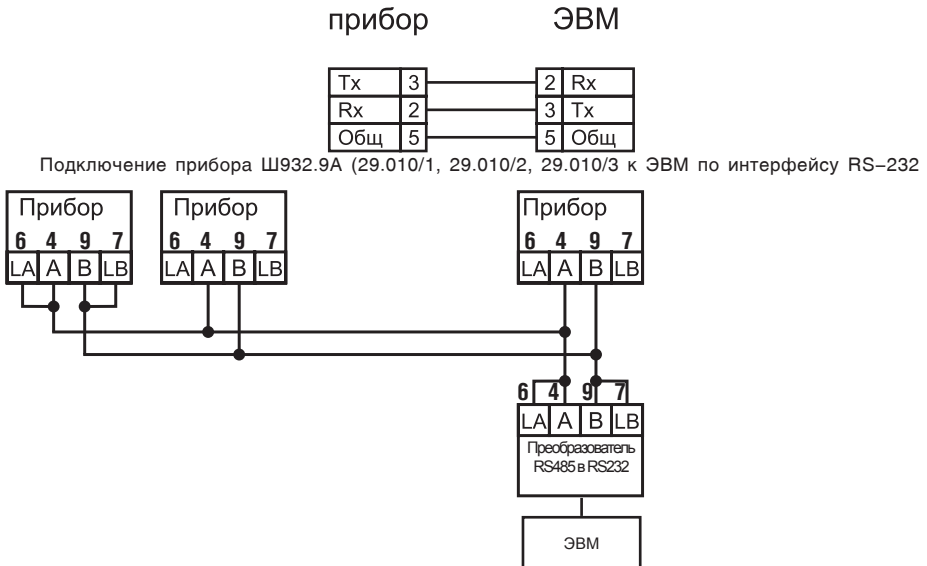 прибор ЭВМ
Tx 3 2 Rx
Rx 2 3 Tx
Общ 5 5 Общ
Подключение прибора Ш932.9А (29.010/1, 29.010/2, 29.010/3 к ЭВМ по интерфейсу RS-232
Прибор Прибор Прибор
6 4 9 7 6 4 9 7 6 4 9 7
LA A B LB LA A B LB LA A B LB
6 4 9 7
LA A B LB
Преобразователь
RS485 в RS232
ЭВМ